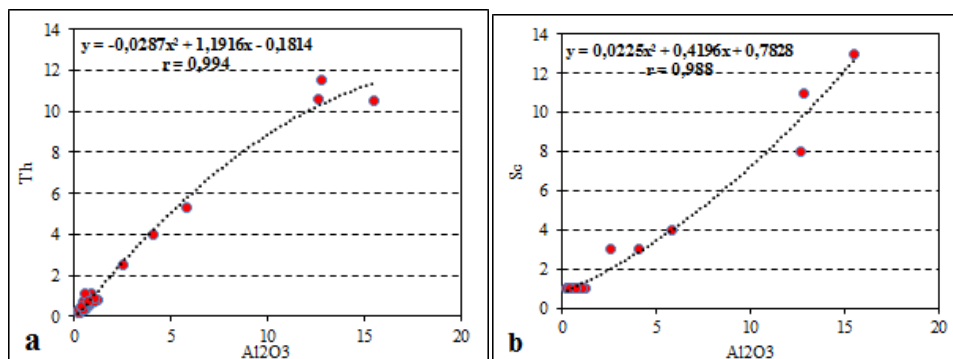 y = -0,0287x² + 1,1916x - 0,1814
r = 0,994
14
12
10
8
6
4
2
0
Th
0 5 10 15 20
Al2O3
a
y = 0,0225x² + 0,4196x + 0,7828
r = 0,988
14
12
10
8
6
4
2
0
Sc
0 5 10 15 20
Al2O3
b